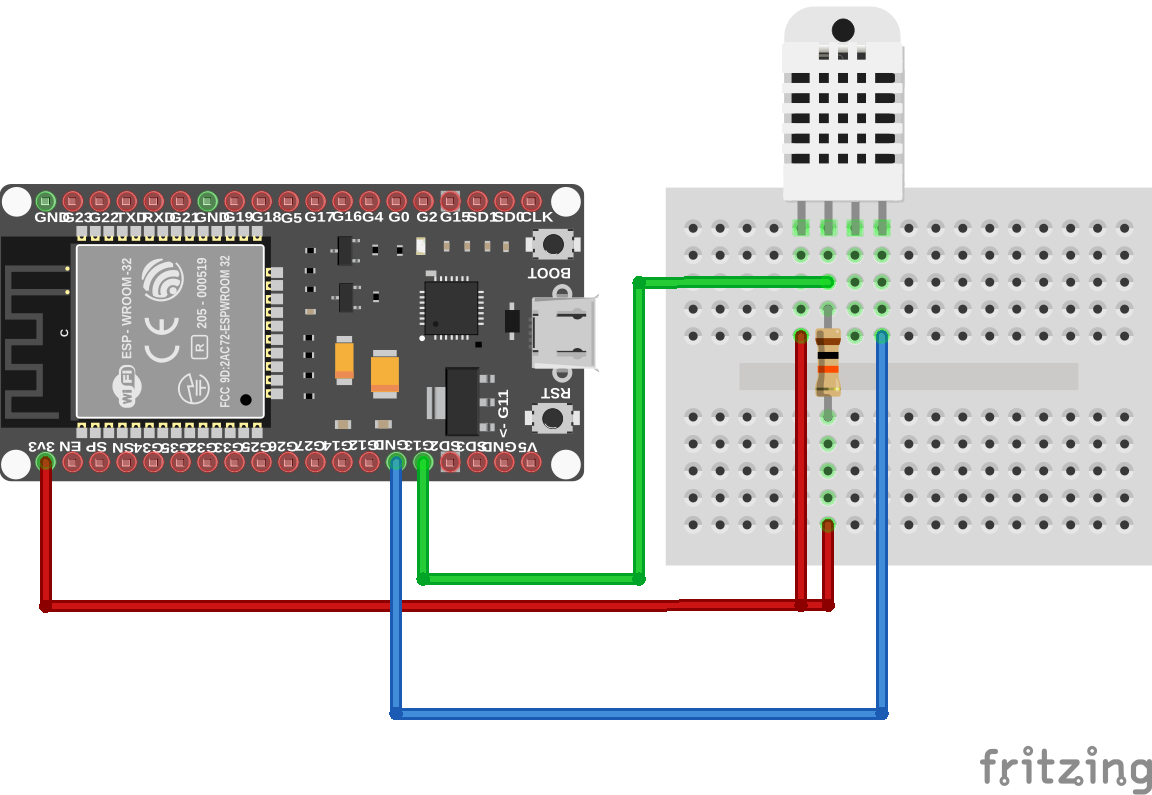 GND G23 G22 TXD RXD G21 GND G19 G18 G5 G17 G16 G4 G0 G2 G15 SD1 SD0 CLK
BOOT
ESP - WROOM-32
CE
Wi Fi
R 205 - 000519
FCC 9D:2AC72-ESPWROOM 32
C
RST
<- G11
3v3 EN SP SN G34 G35 G32 G33 G25 G26 G27 G14 G12 GND G13 SD2 SD3 GND V5
fritzing